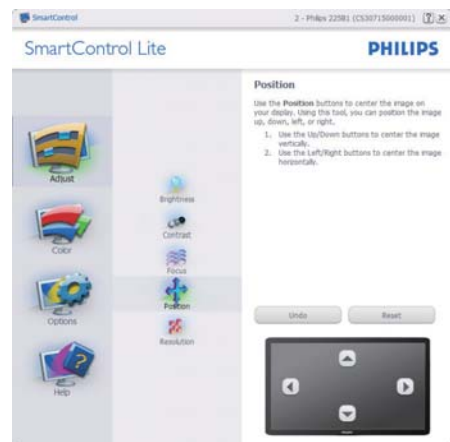 SmartControl
2 - Philips 225B1 (CS30715000001)
SmartControl Lite
PHILIPS
Adjust
Color
Options
Help
Brightness
Contrast
Focus
Position
Resolution
Position
Use the Position buttons to center the image on
your display. Using this tool, you can position the image
up, down, left, or right.
1. Use the Up/Down buttons to center the image
vertically.
2. Use the Left/Right buttons to center the image
horizontally.
Undo
Reset